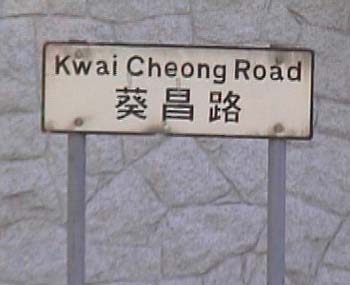 Kwai Cheong Road
葵昌路